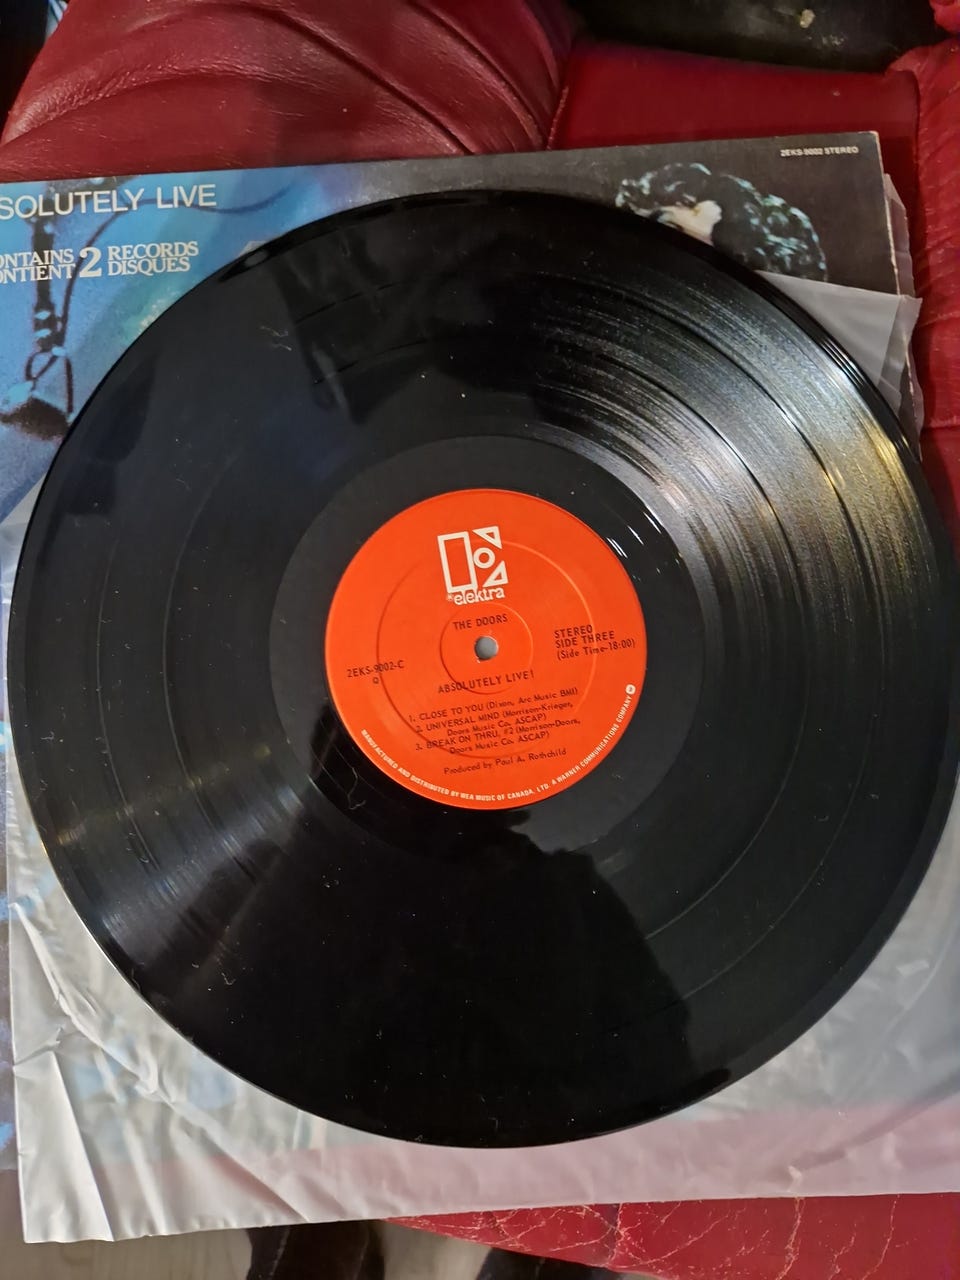 2EKS-9002 STEREO
SOLUTELY LIVE
ONTAINS 2 RECORDS
ONTIENT DISQUES
elektra
THE DOORS
STEREO
SIDE THREE
(Side Time-18:00)
2EKS-9002-C
Q
ABSOLUTELY LIVE!
1. CLOSE TO YOU (Dixon, Arc Music BMI)
2. UNIVERSAL MIND (Morrison-Krieger,
Doors Music Co. ASCAP)
3. BREAK ON THRU, #2 (Morrison-Doors,
Doors Music Co. ASCAP)
Produced by Paul A. Rothchild
MANUFACTURED AND DISTRIBUTED BY WEA MUSIC OF CANADA, LTD. A WARNER COMMUNICATIONS COMPANY